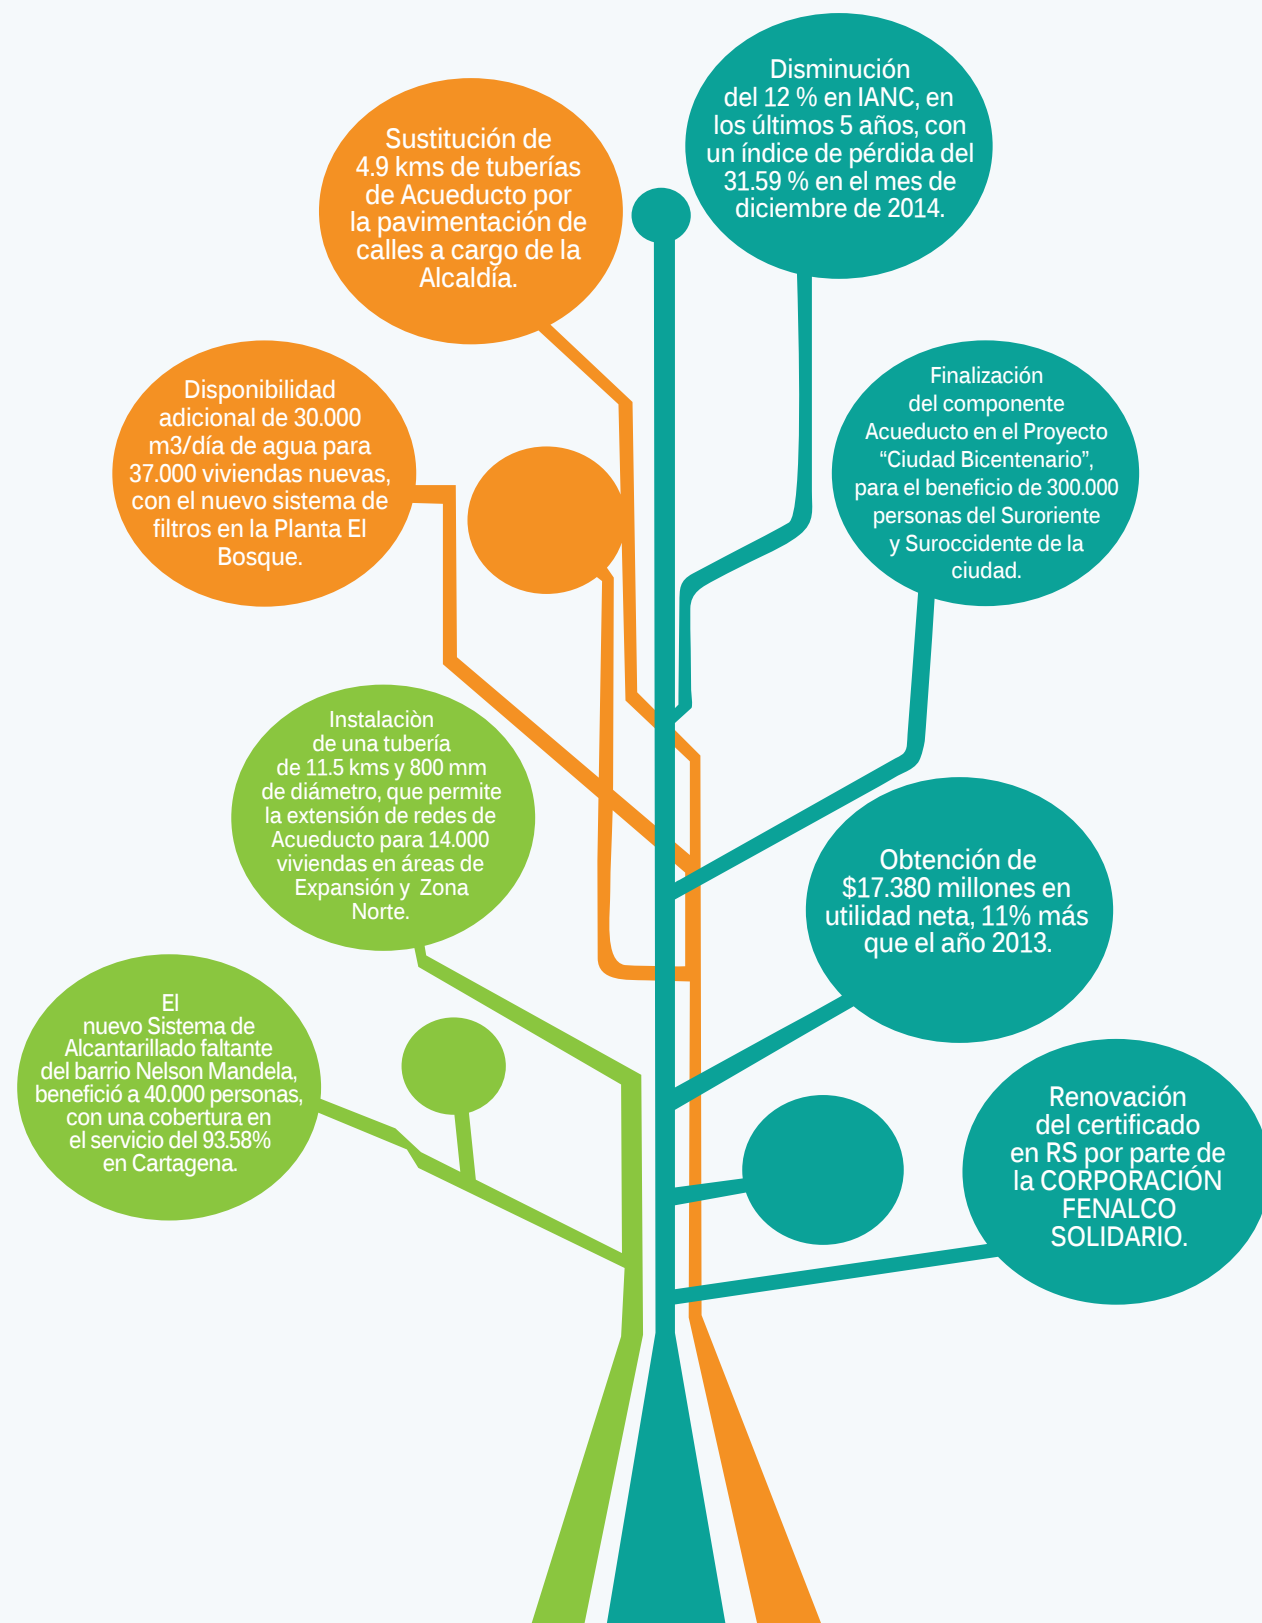 Disminución
del 12 % en IANC, en
los últimos 5 años, con
un índice de pérdida del
31.59 % en el mes de
diciembre de 2014.
Sustitución de
4.9 kms de tuberías
de Acueducto por
la pavimentación de
calles a cargo de la
Alcaldía.
Disponibilidad
adicional de 30.000
m3/día de agua para
37.000 viviendas nuevas,
con el nuevo sistema de
filtros en la Planta El
Bosque.
Finalización
del componente
Acueducto en el Proyecto
“Ciudad Bicentenario”,
para el beneficio de 300.000
personas del Suroriente
y Suroccidente de la
ciudad.
Instalaciòn
de una tubería
de 11.5 kms y 800 mm
de diámetro, que permite
la extensión de redes de
Acueducto para 14.000
viviendas en áreas de
Expansión y Zona
Norte.
Obtención de
$17.380 millones en
utilidad neta, 11% más
que el año 2013.
El
nuevo Sistema de
Alcantarillado faltante
del barrio Nelson Mandela,
benefició a 40.000 personas,
con una cobertura en
el servicio del 93.58%
en Cartagena.
Renovación
del certificado
en RS por parte de
la CORPORACIÓN
FENALCO
SOLIDARIO.